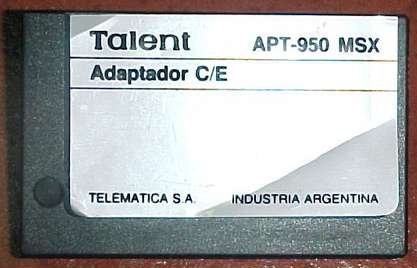 Talent APT-950 MSX
Adaptador C/E
TELEMATICA S.A. INDUSTRIA ARGENTINA